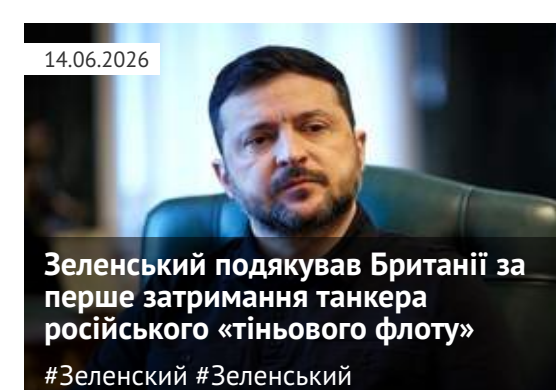 14.06.2026
Зеленський подякував Британії за
перше затримання танкера
російського «тіньового флоту»
#Зеленский #Зеленський